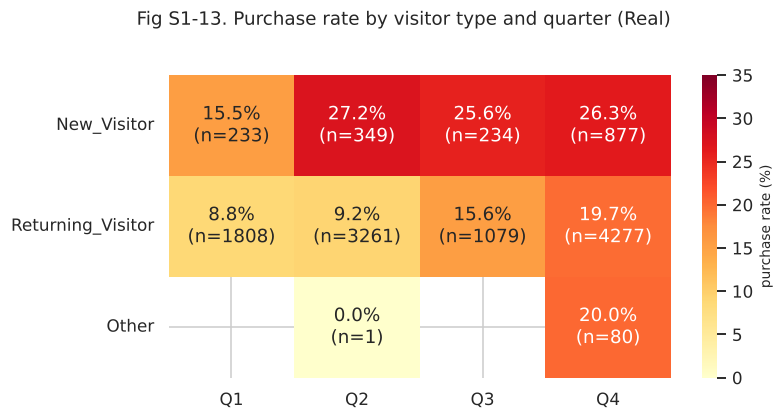 Fig S1-13. Purchase rate by visitor type and quarter (Real)
New_Visitor
15.5%
(n=233)
27.2%
(n=349)
25.6%
(n=234)
26.3%
(n=877)
Returning_Visitor
8.8%
(n=1808)
9.2%
(n=3261)
15.6%
(n=1079)
19.7%
(n=4277)
Other
0.0%
(n=1)
20.0%
(n=80)
Q1
Q2
Q3
Q4
35
30
25
20
15
10
5
0
purchase rate (%)